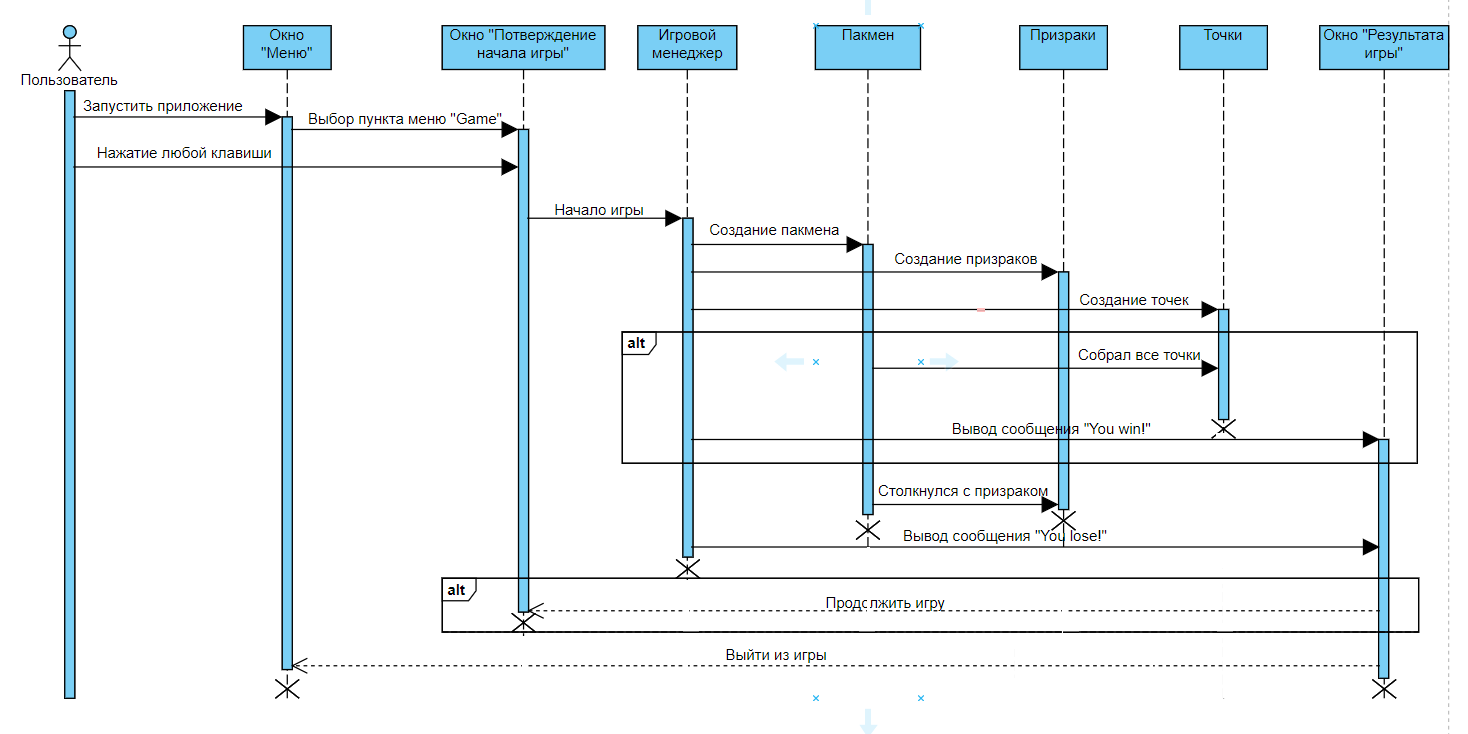 Пользователь
Окно
"Меню"
Окно "Потверждение
начала игры"
Игровой
менеджер
Пакмен
Призраки
Точки
Окно "Результата
игры"
Запустить приложение
Выбор пункта меню "Game"
Нажатие любой клавиши
Начало игры
Создание пакмена
Создание призраков
Создание точек
alt
Собрал все точки
Вывод сообщения "You win!"
Столкнулся с призраком
Вывод сообщения "You lose!"
alt
Продолжить игру
Выйти из игры